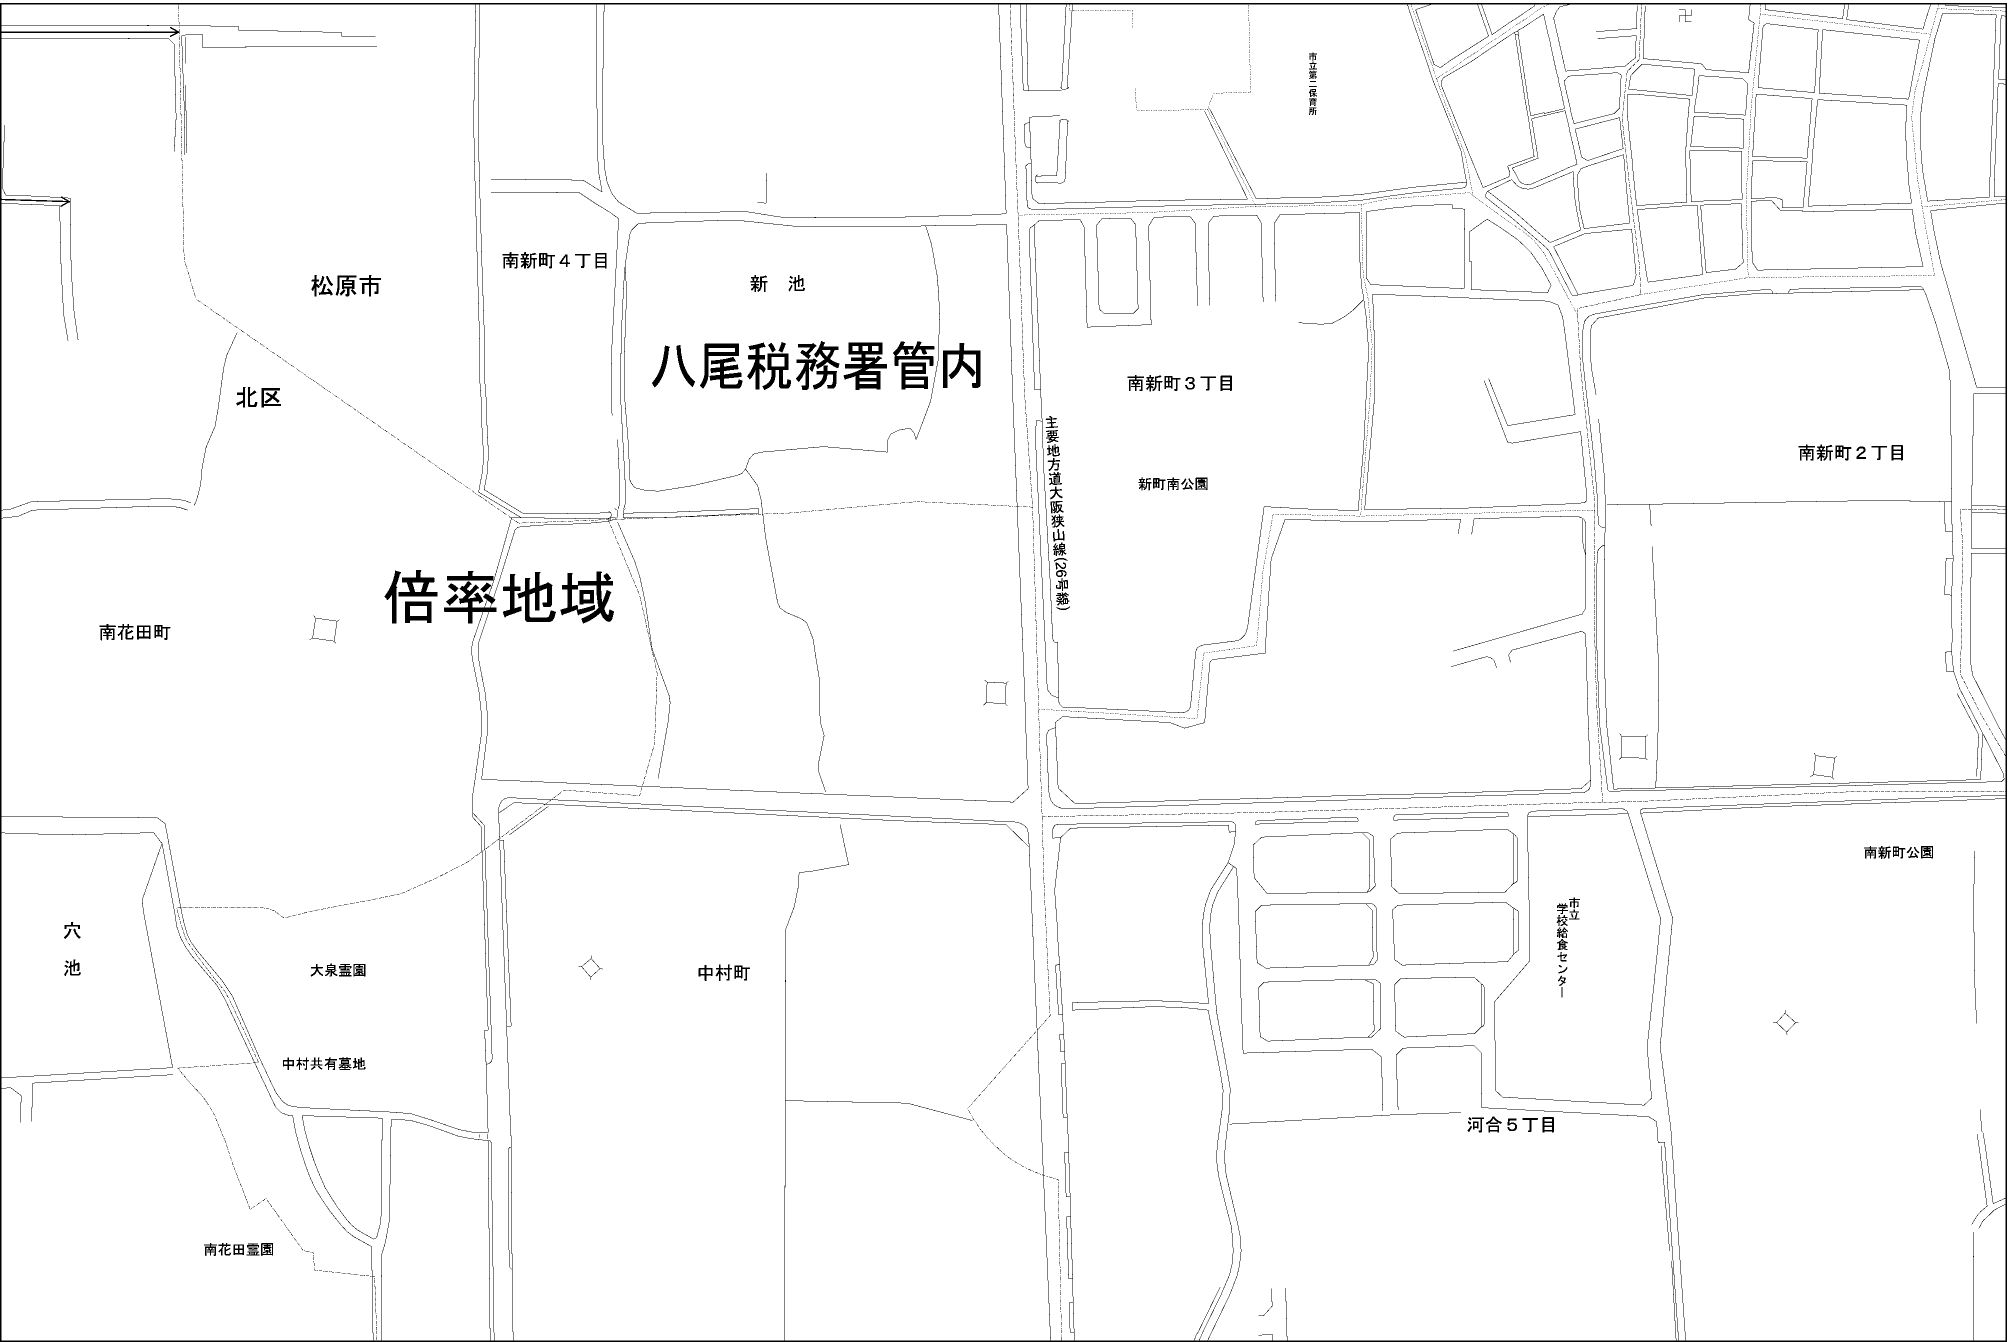 市立第二保育所
南新町４丁目
松原市
新　池
八尾税務署管内
南新町３丁目
北区
主要地方道大阪狭山線(26号線)
南新町２丁目
新町南公園
倍率地域
南花田町
南新町公園
市立
学校給食センター
穴
池
大泉霊園
中村町
中村共有墓地
河合５丁目
南花田霊園